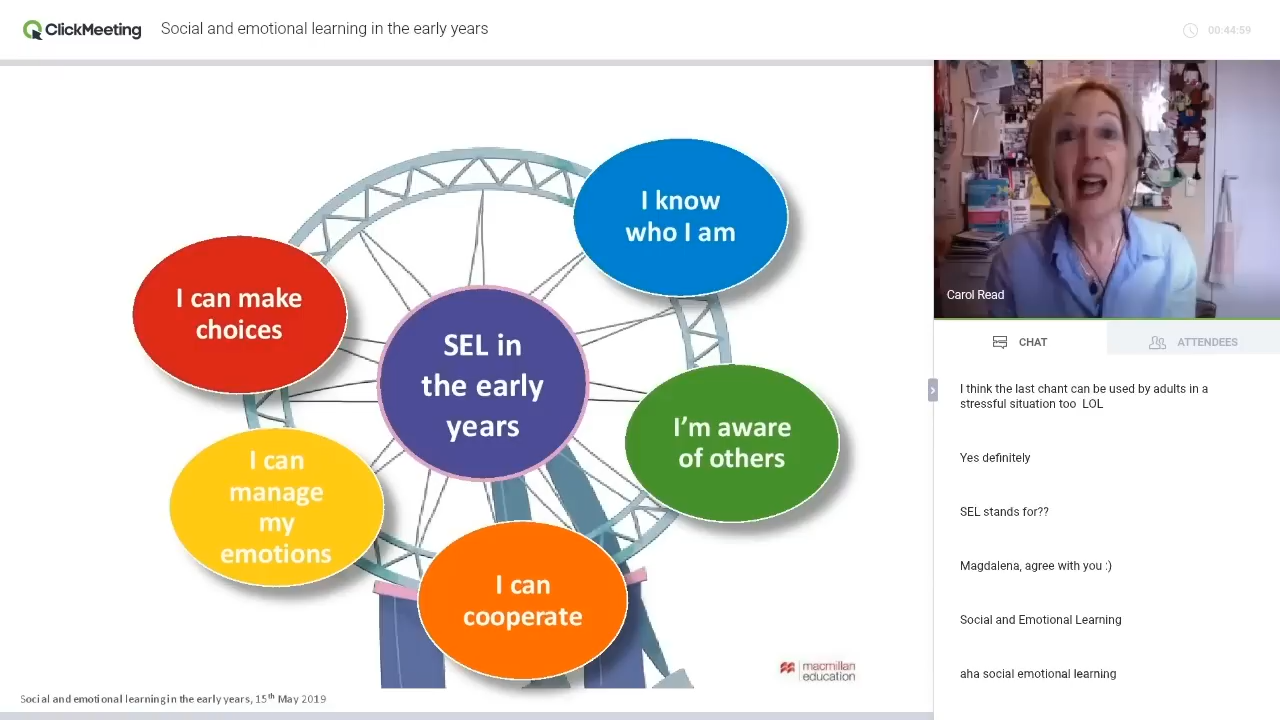 ClickMeeting
Social and emotional learning in the early years
00:44:59
I know
who I am
I can make
choices
SEL in
the early
years
I'm aware
of others
I can
manage
my
emotions
I can
cooperate
macmillan
education
Social and emotional learning in the early years, 15th May 2019
Carol Read
CHAT
ATTENDEES
I think the last chant can be used by adults in a
stressful situation too LOL
Yes definitely
SEL stands for??
Magdalena, agree with you :)
Social and Emotional Learning
aha social emotional learning